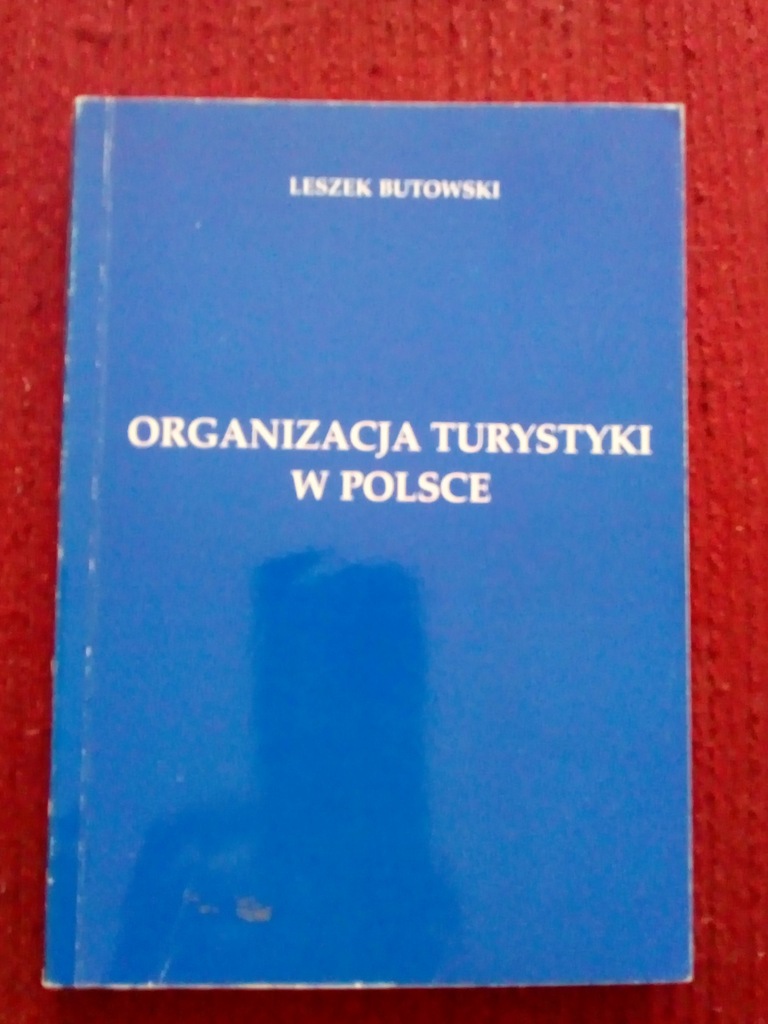 LESZEK BUTOWSKI
ORGANIZACJA TURYSTYKI
W POLSCE